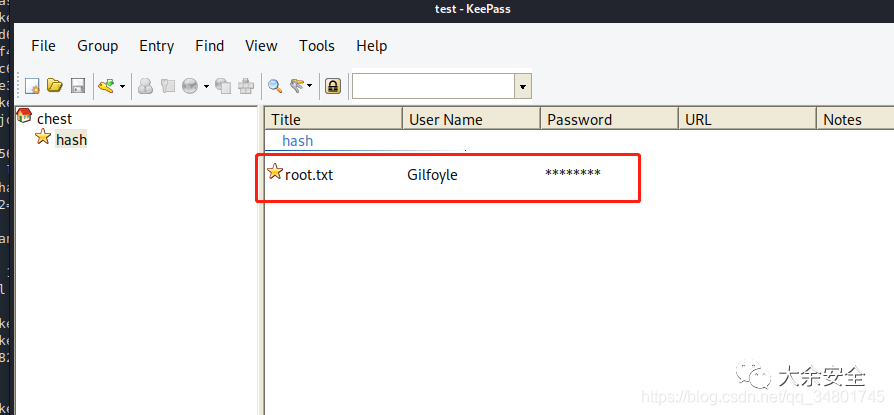 test - KeePass
File Group Entry Find View Tools Help
chest
hash
Title User Name Password URL Notes
hash
root.txt Gilfoyle ********
大余安全
https://blog.csdn.net/qq_34801745